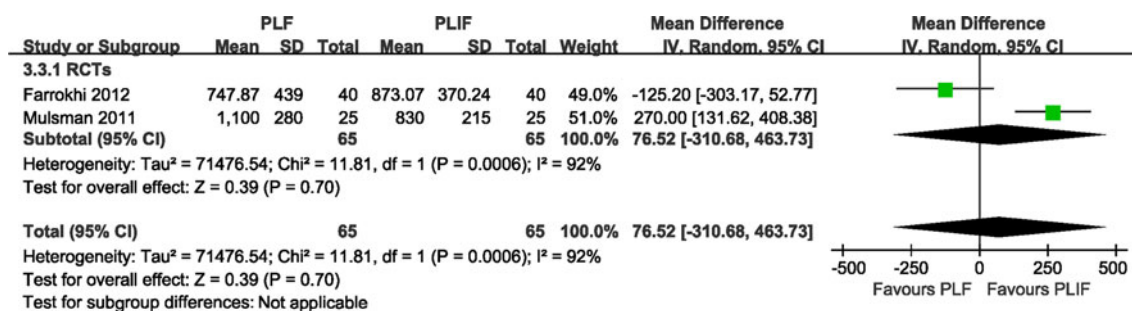 PLF PLIF Mean Difference Mean Difference
Study or Subgroup Mean SD Total Mean SD Total Weight IV. Random. 95% CI IV. Random. 95% CI
3.3.1 RCTs
Farrokhi 2012 747.87 439 40 873.07 370.24 40 49.0% -125.20 [-303.17, 52.77]
Mulsman 2011 1,100 280 25 830 215 25 51.0% 270.00 [131.62, 408.38]
Subtotal (95% CI) 65 65 100.0% 76.52 [-310.68, 463.73]
Heterogeneity: Tau² = 71476.54; Chi² = 11.81, df = 1 (P = 0.0006); I² = 92%
Test for overall effect: Z = 0.39 (P = 0.70)
Total (95% CI) 65 65 100.0% 76.52 [-310.68, 463.73]
Heterogeneity: Tau² = 71476.54; Chi² = 11.81, df = 1 (P = 0.0006); I² = 92%
Test for overall effect: Z = 0.39 (P = 0.70)
Test for subgroup differences: Not applicable
-500 -250 0 250 500
Favours PLF Favours PLIF